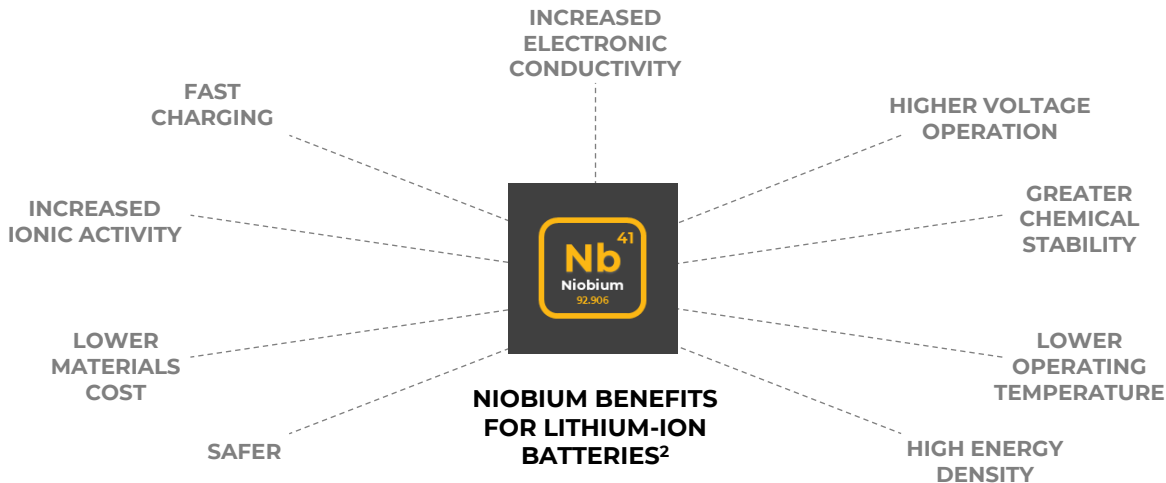 INCREASED
ELECTRONIC
CONDUCTIVITY
FAST
CHARGING
HIGHER VOLTAGE
OPERATION
INCREASED
IONIC ACTIVITY
GREATER
CHEMICAL
STABILITY
41
Nb
Niobium
92.906
LOWER
MATERIALS
COST
LOWER
OPERATING
TEMPERATURE
NIOBIUM BENEFITS
FOR LITHIUM-ION
BATTERIES²
SAFER
HIGH ENERGY
DENSITY